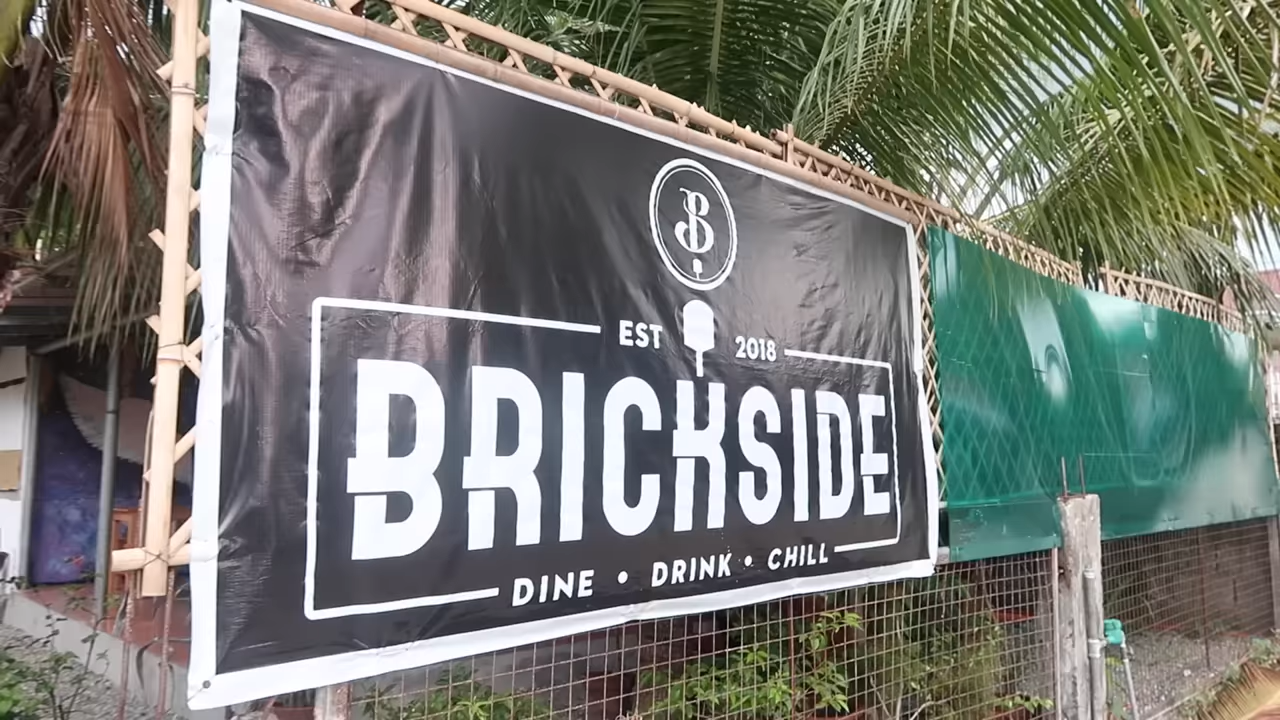 B
EST 2018
BRICKSIDE
DINE • DRINK • CHILL